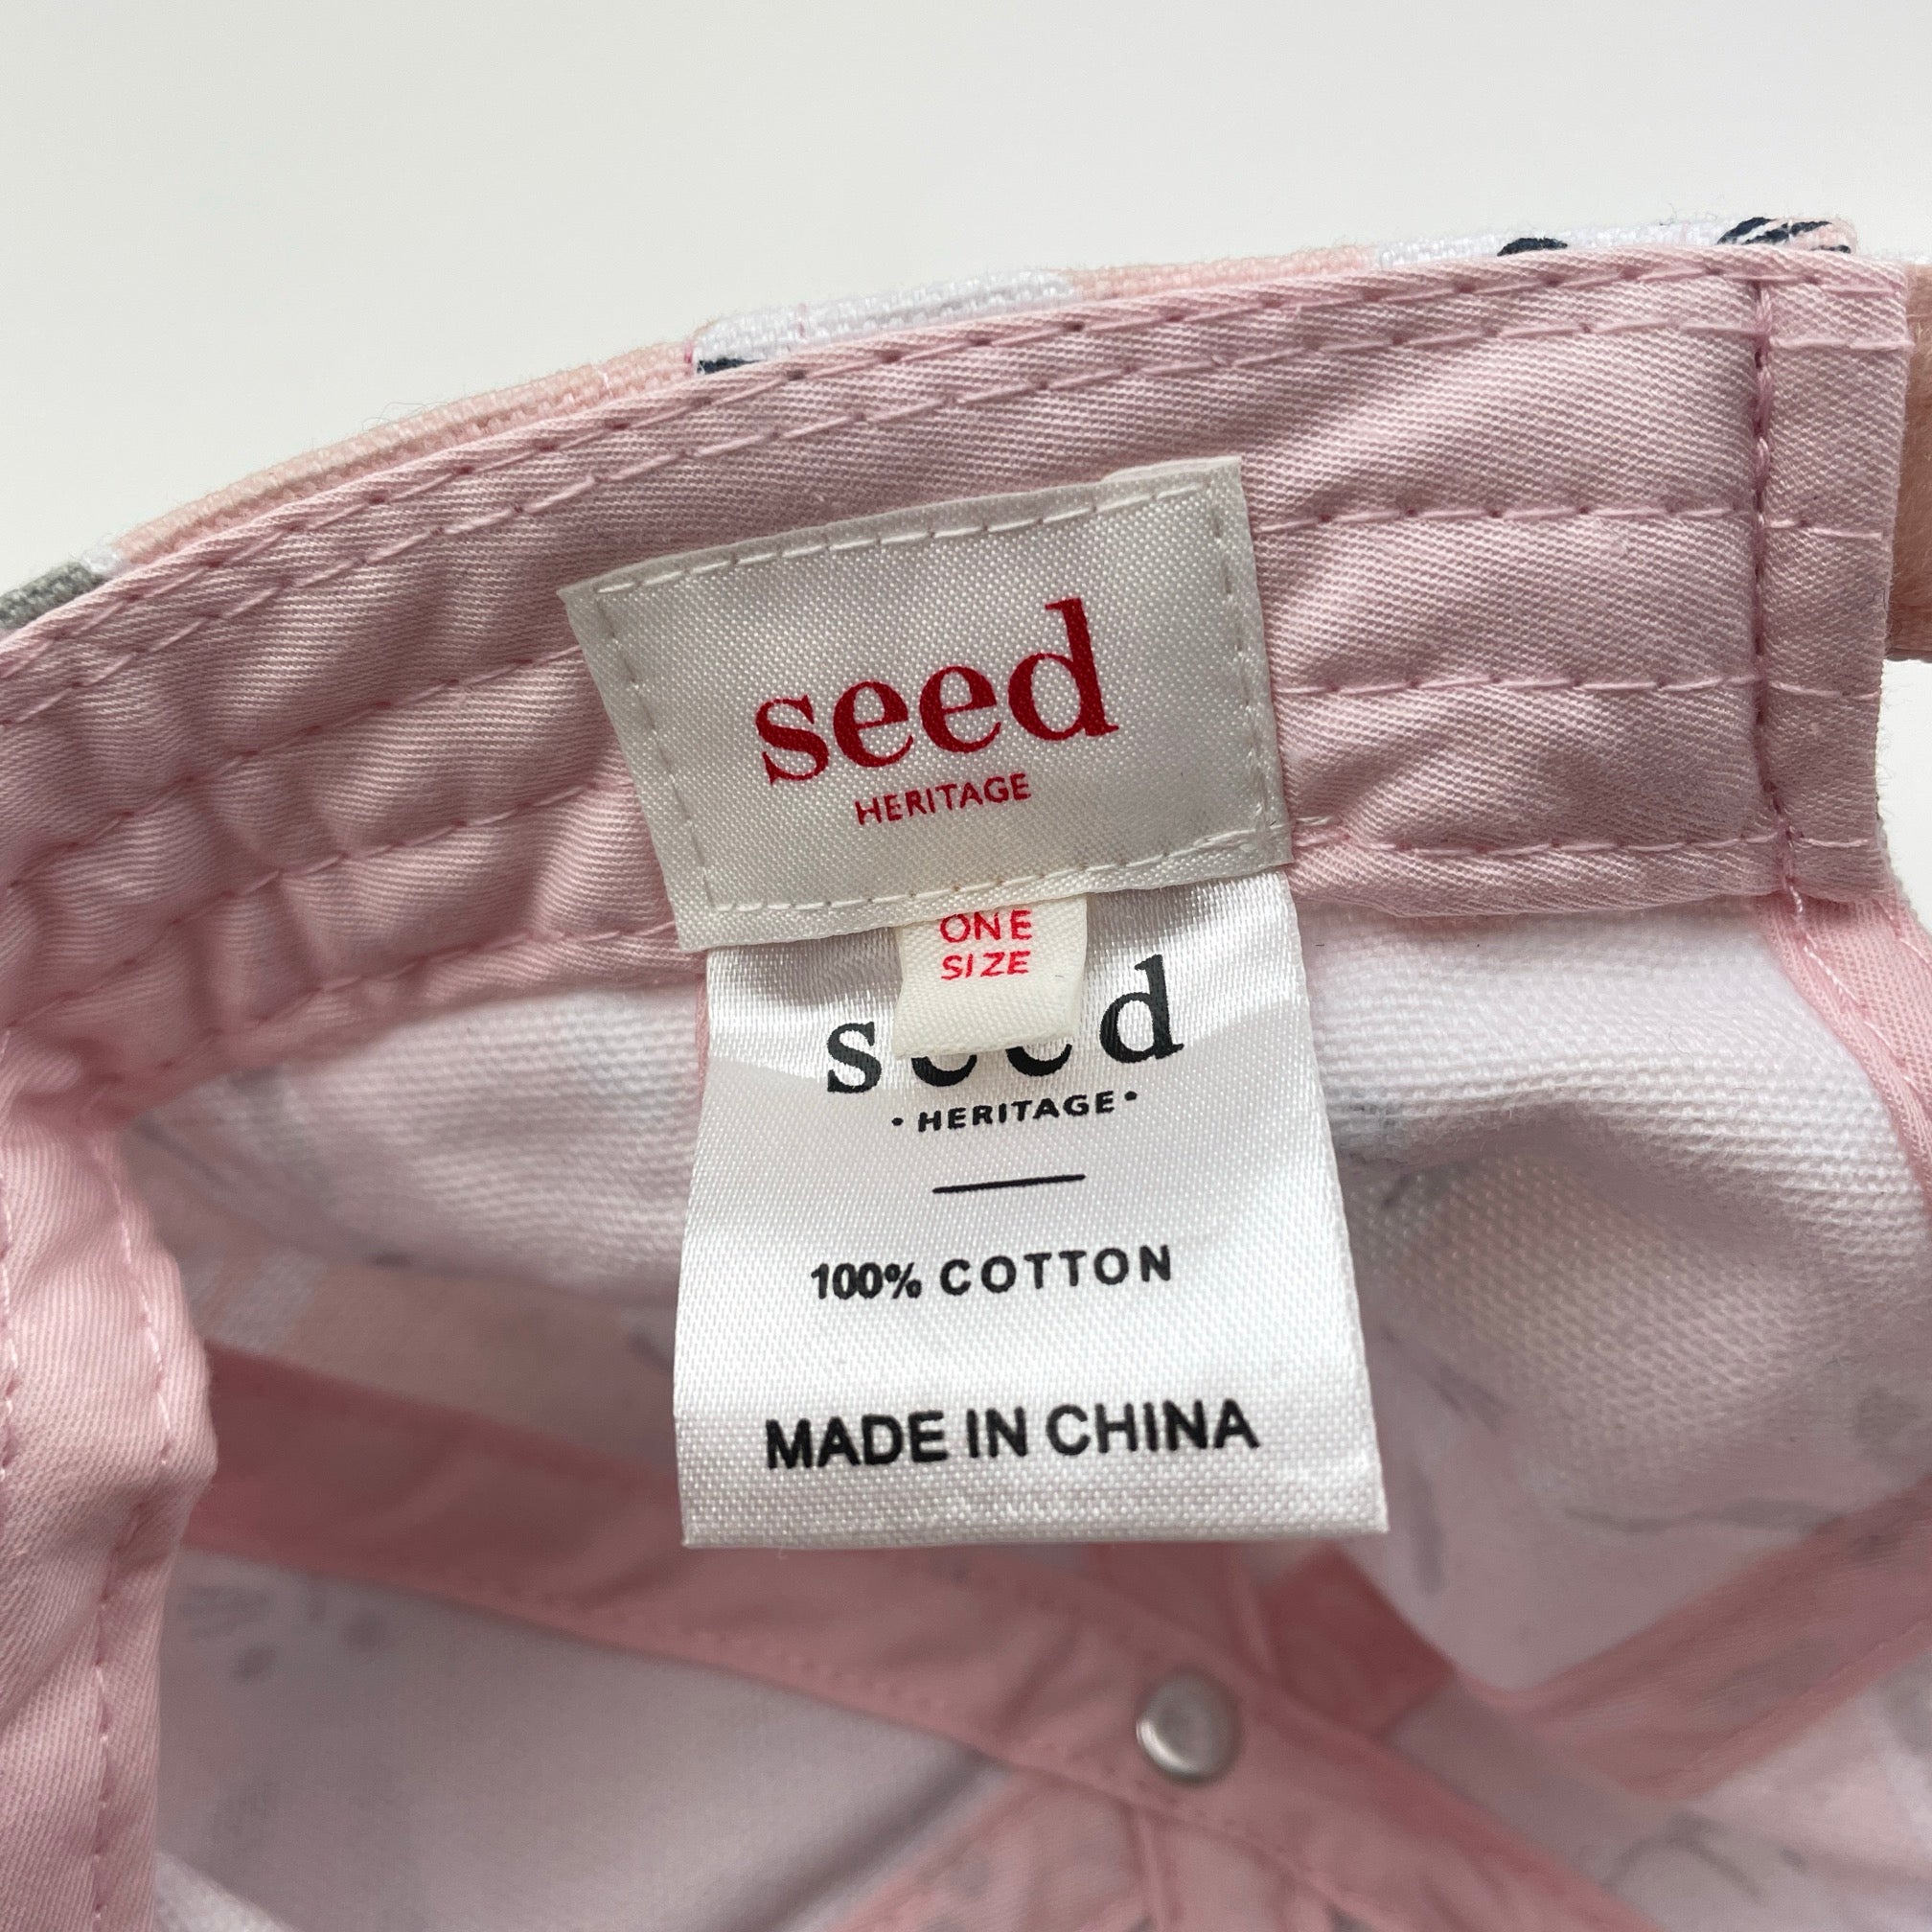 seed
HERITAGE
ONE
SIZE
seed
• HERITAGE •
100% COTTON
MADE IN CHINA